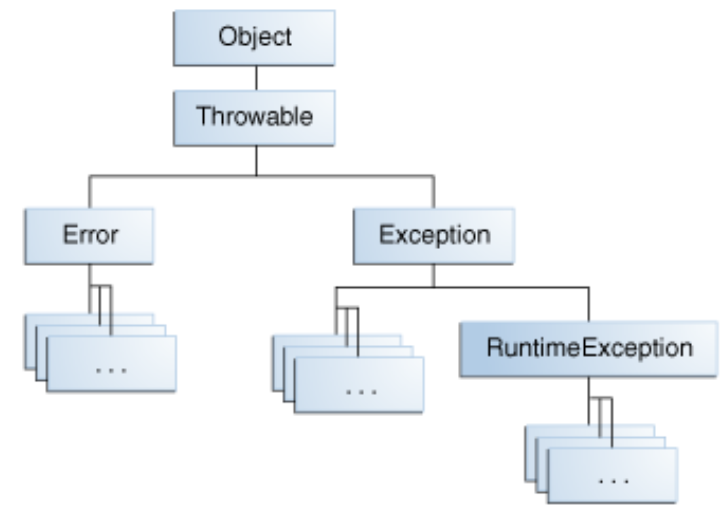 Object
Throwable
Error
Exception
...
...
RuntimeException
...